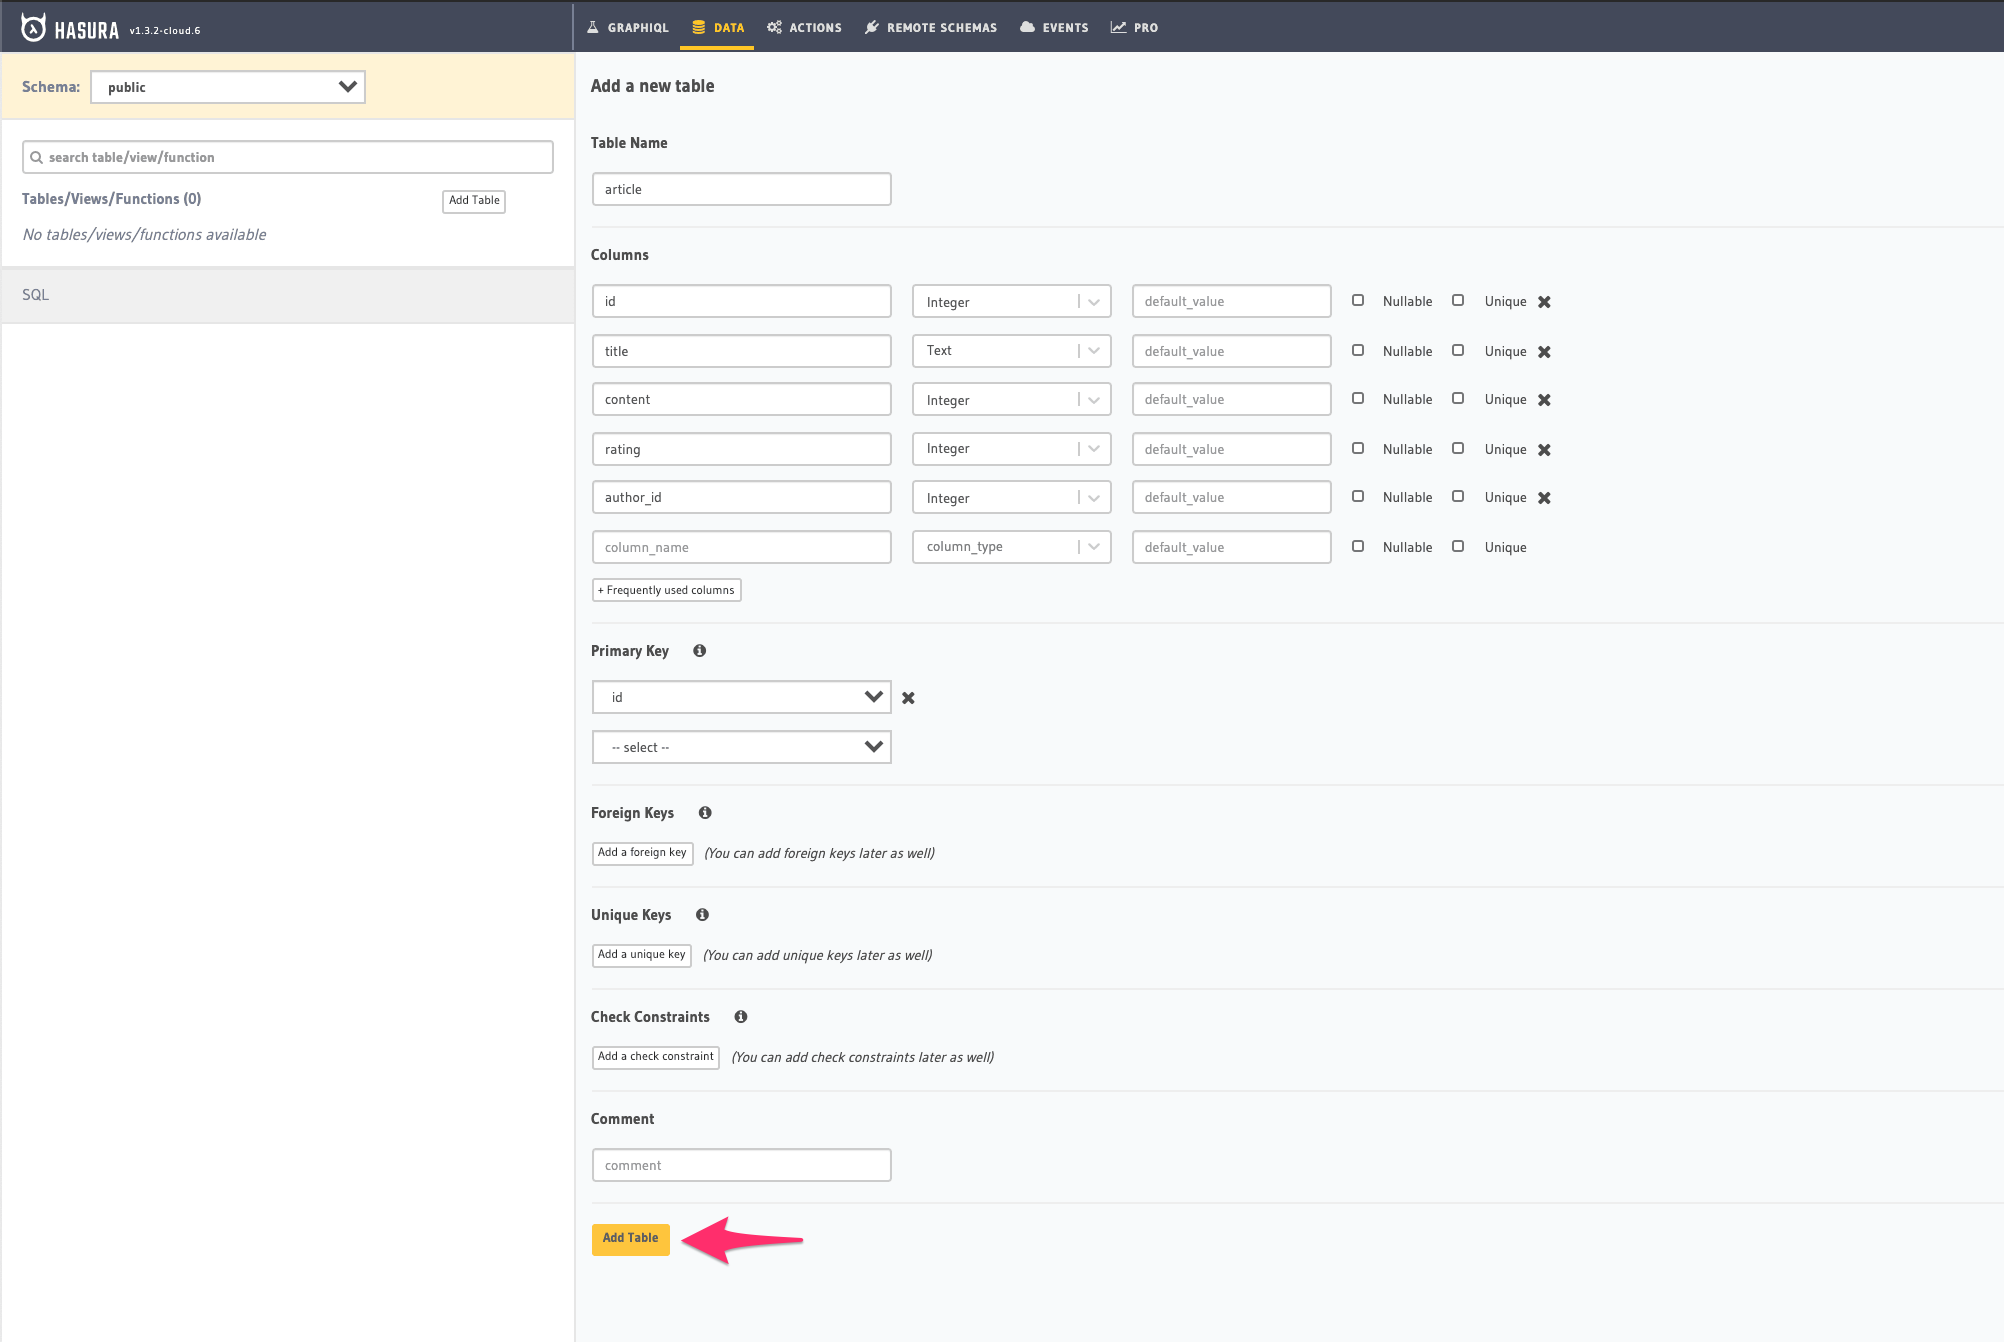 HASURA v1.3.2-cloud.6
GRAPHIQL DATA ACTIONS REMOTE SCHEMAS EVENTS PRO
Schema: public
search table/view/function
Tables/Views/Functions (0) Add Table
No tables/views/functions available
SQL
Add a new table
Table Name
article
Columns
id Integer default_value Nullable Unique
title Text default_value Nullable Unique
content Integer default_value Nullable Unique
rating Integer default_value Nullable Unique
author_id Integer default_value Nullable Unique
column_name column_type default_value Nullable Unique
+ Frequently used columns
Primary Key
id
-- select --
Foreign Keys
Add a foreign key (You can add foreign keys later as well)
Unique Keys
Add a unique key (You can add unique keys later as well)
Check Constraints
Add a check constraint (You can add check constraints later as well)
Comment
comment
Add Table